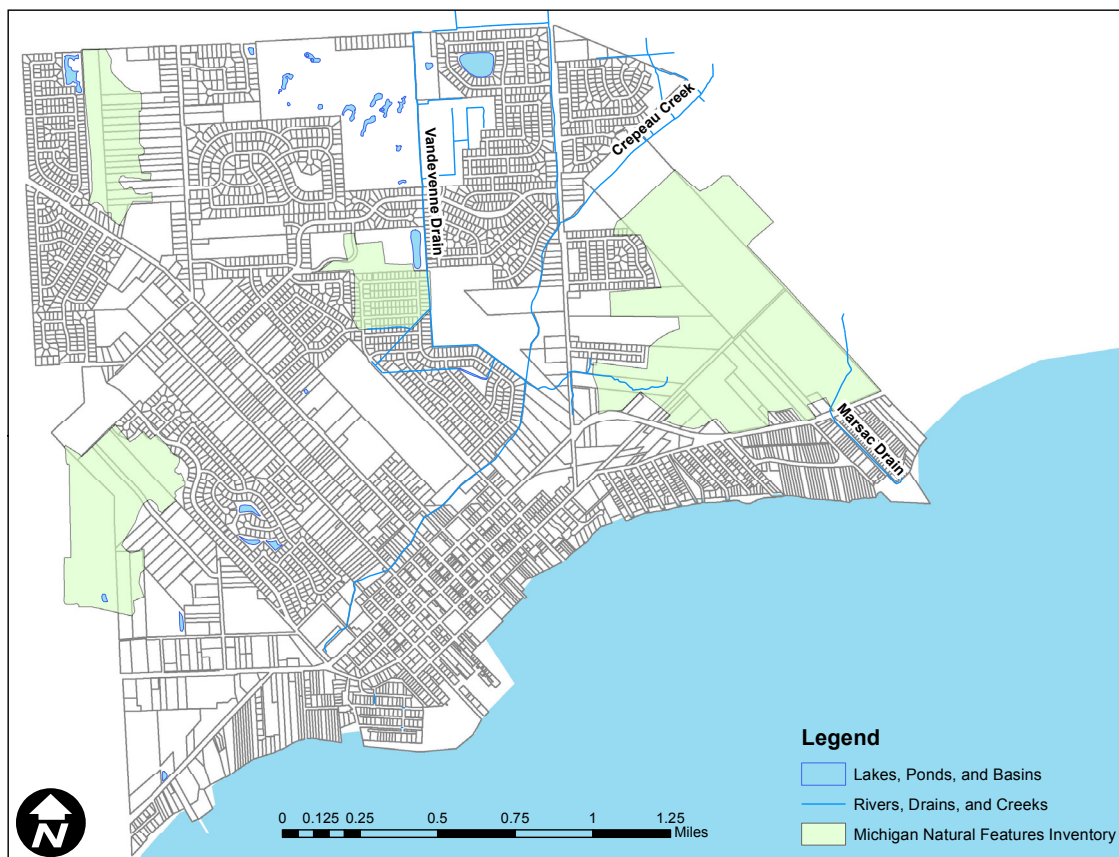 Crepeau Creek
Vandevenne Drain
Marsac Drain
Legend
Lakes, Ponds, and Basins
Rivers, Drains, and Creeks
Michigan Natural Features Inventory
N
0 0.125 0.25 0.5 0.75 1 1.25
Miles